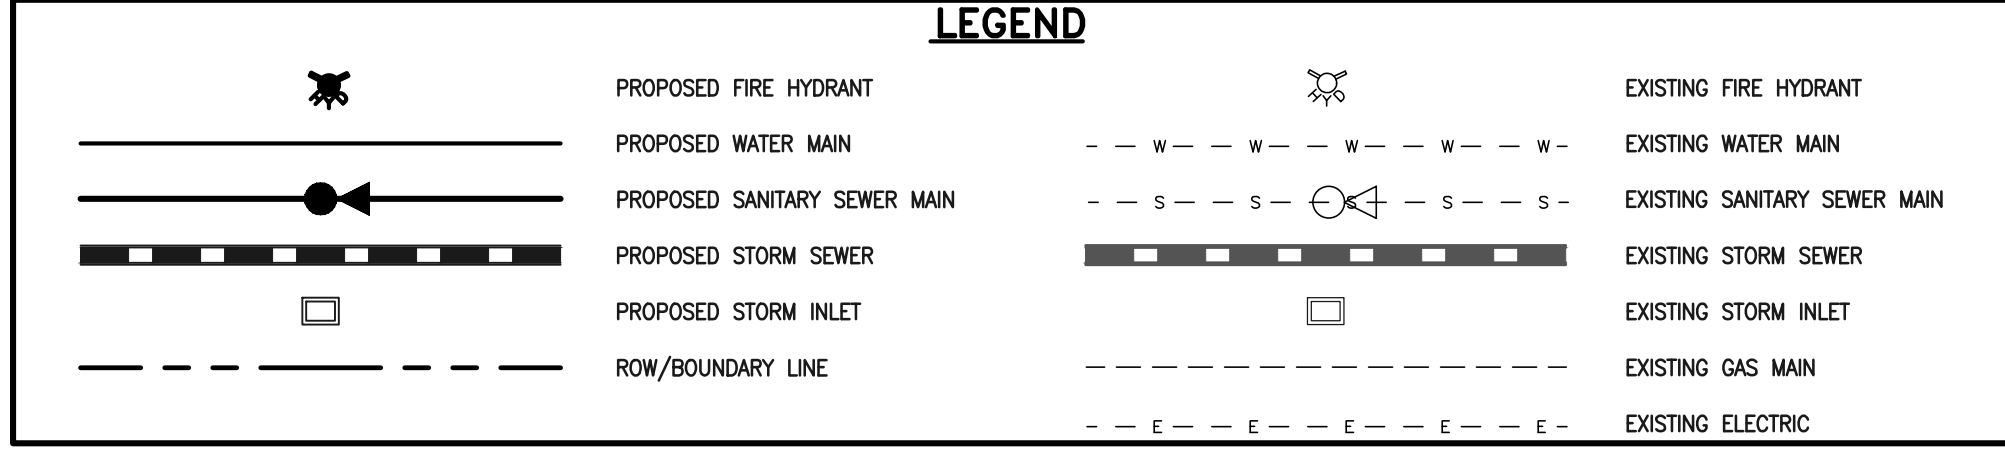 LEGEND
HYD PROPOSED FIRE HYDRANT HYD EXISTING FIRE HYDRANT
PROPOSED WATER MAIN W W W W W EXISTING WATER MAIN
PROPOSED SANITARY SEWER MAIN S S S S S EXISTING SANITARY SEWER MAIN
PROPOSED STORM SEWER EXISTING STORM SEWER
PROPOSED STORM INLET EXISTING STORM INLET
ROW/BOUNDARY LINE EXISTING GAS MAIN
E E E E E EXISTING ELECTRIC